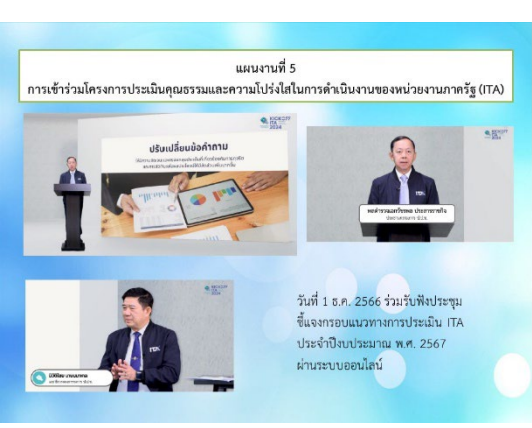 แผนงานที่ 5
การเข้าร่วมโครงการประเมินคุณธรรมและความโปร่งใสในการดำเนินงานของหน่วยงานภาครัฐ (ITA)
KICKOFF
ITA
2024
ปรับเปลี่ยนข้อคำถาม
ITA
วันที่ 1 ธ.ค. 2566 ร่วมรับฟังประชุม
ชี้แจงกรอบแนวทางการประเมิน ITA
ประจำปีงบประมาณ พ.ศ. 2567
ผ่านระบบออนไลน์